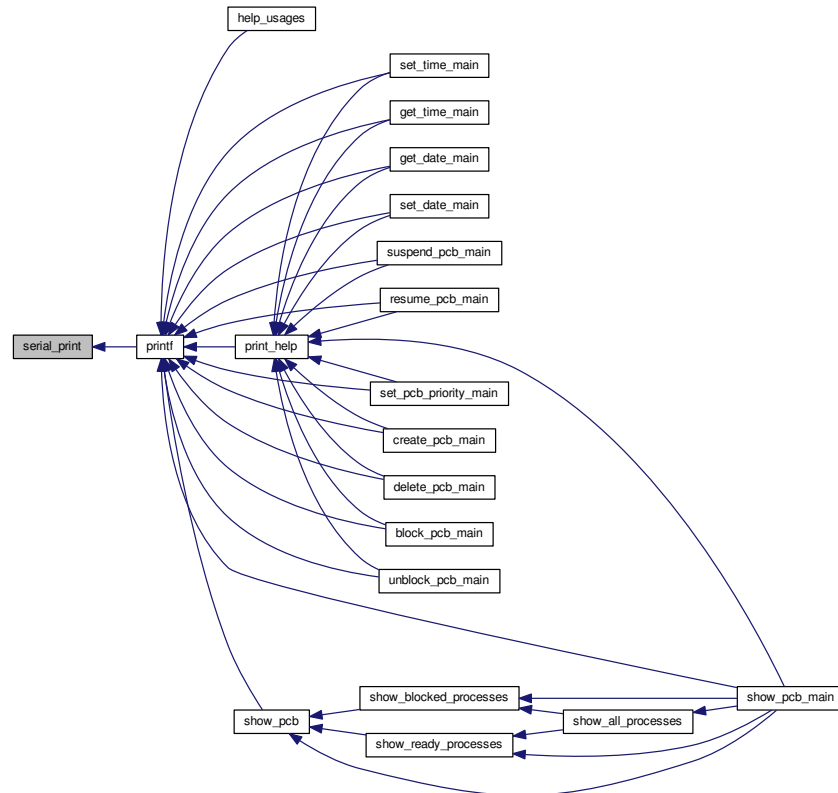 help_usages
set_time_main
get_time_main
get_date_main
set_date_main
suspend_pcb_main
resume_pcb_main
serial_print
printf
print_help
set_pcb_priority_main
create_pcb_main
delete_pcb_main
block_pcb_main
unblock_pcb_main
show_blocked_processes
show_pcb_main
show_pcb
show_all_processes
show_ready_processes